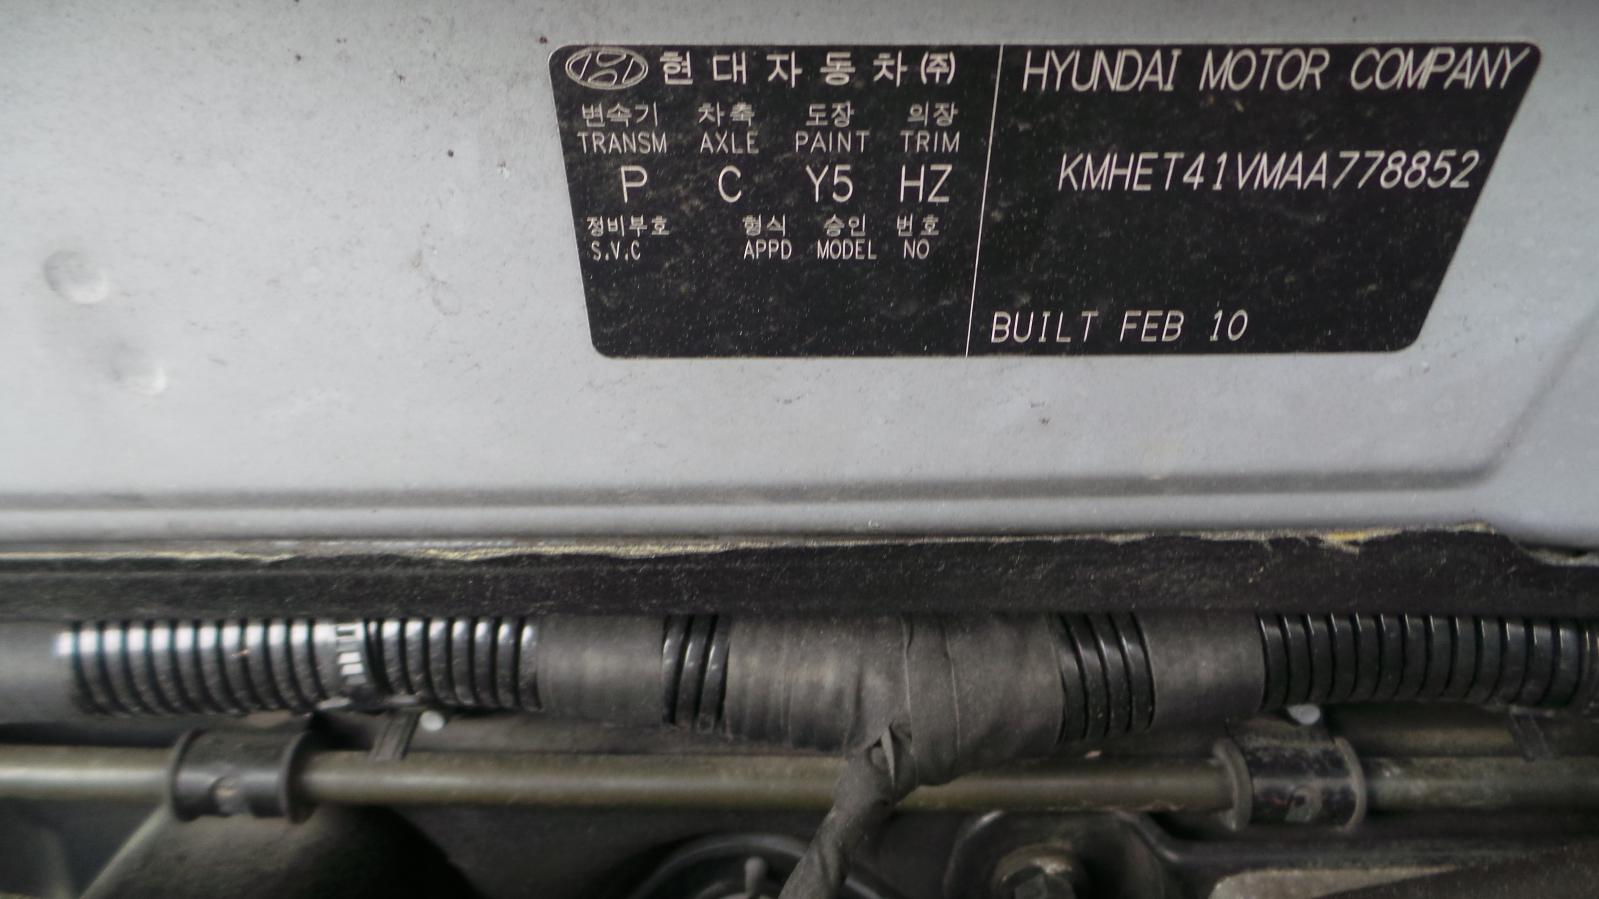 현대자동차(주)
변속기 차축 도장 의장
TRANSM AXLE PAINT TRIM
P C Y5 HZ
정비부호 형식 승인 번호
S.V.C APPD MODEL NO
HYUNDAI MOTOR COMPANY
KMHET41VMAA778852
BUILT FEB 10